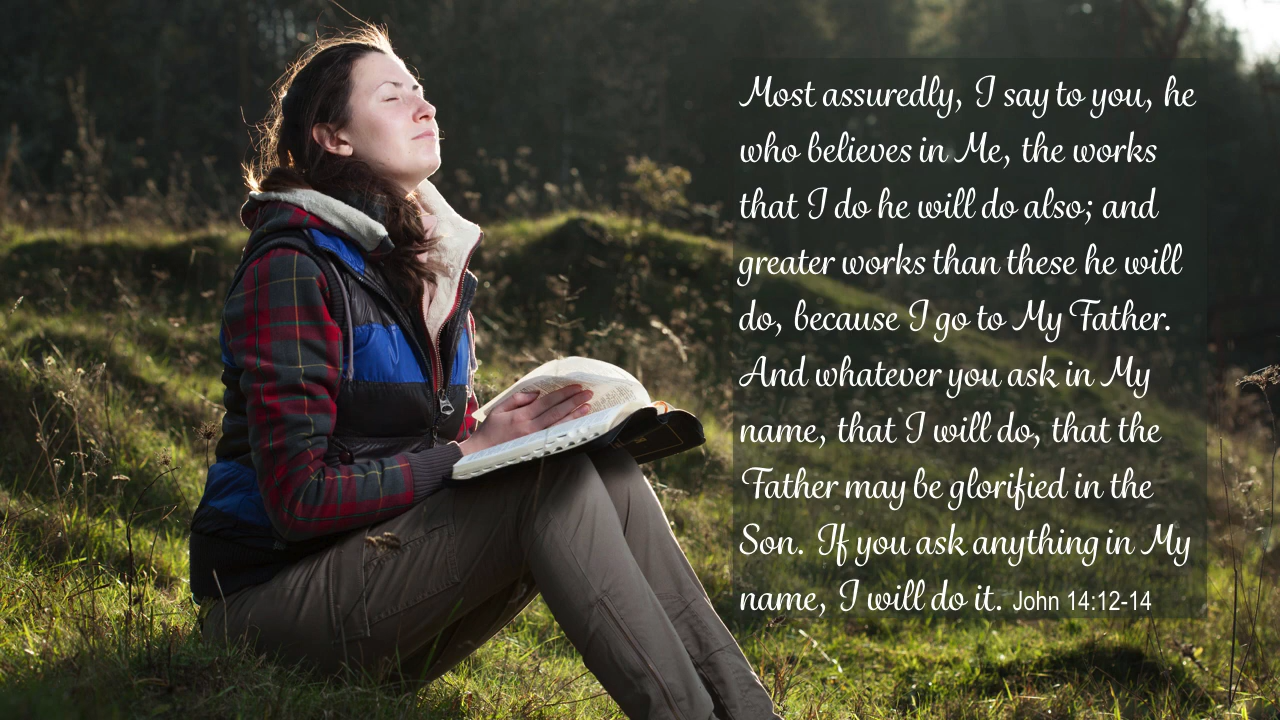 Most assuredly, I say to you, he
who believes in Me, the works
that I do he will do also; and
greater works than these he will
do, because I go to My Father.
And whatever you ask in My
name, that I will do, that the
Father may be glorified in the
Son. If you ask anything in My
name, I will do it. John 14:12-14